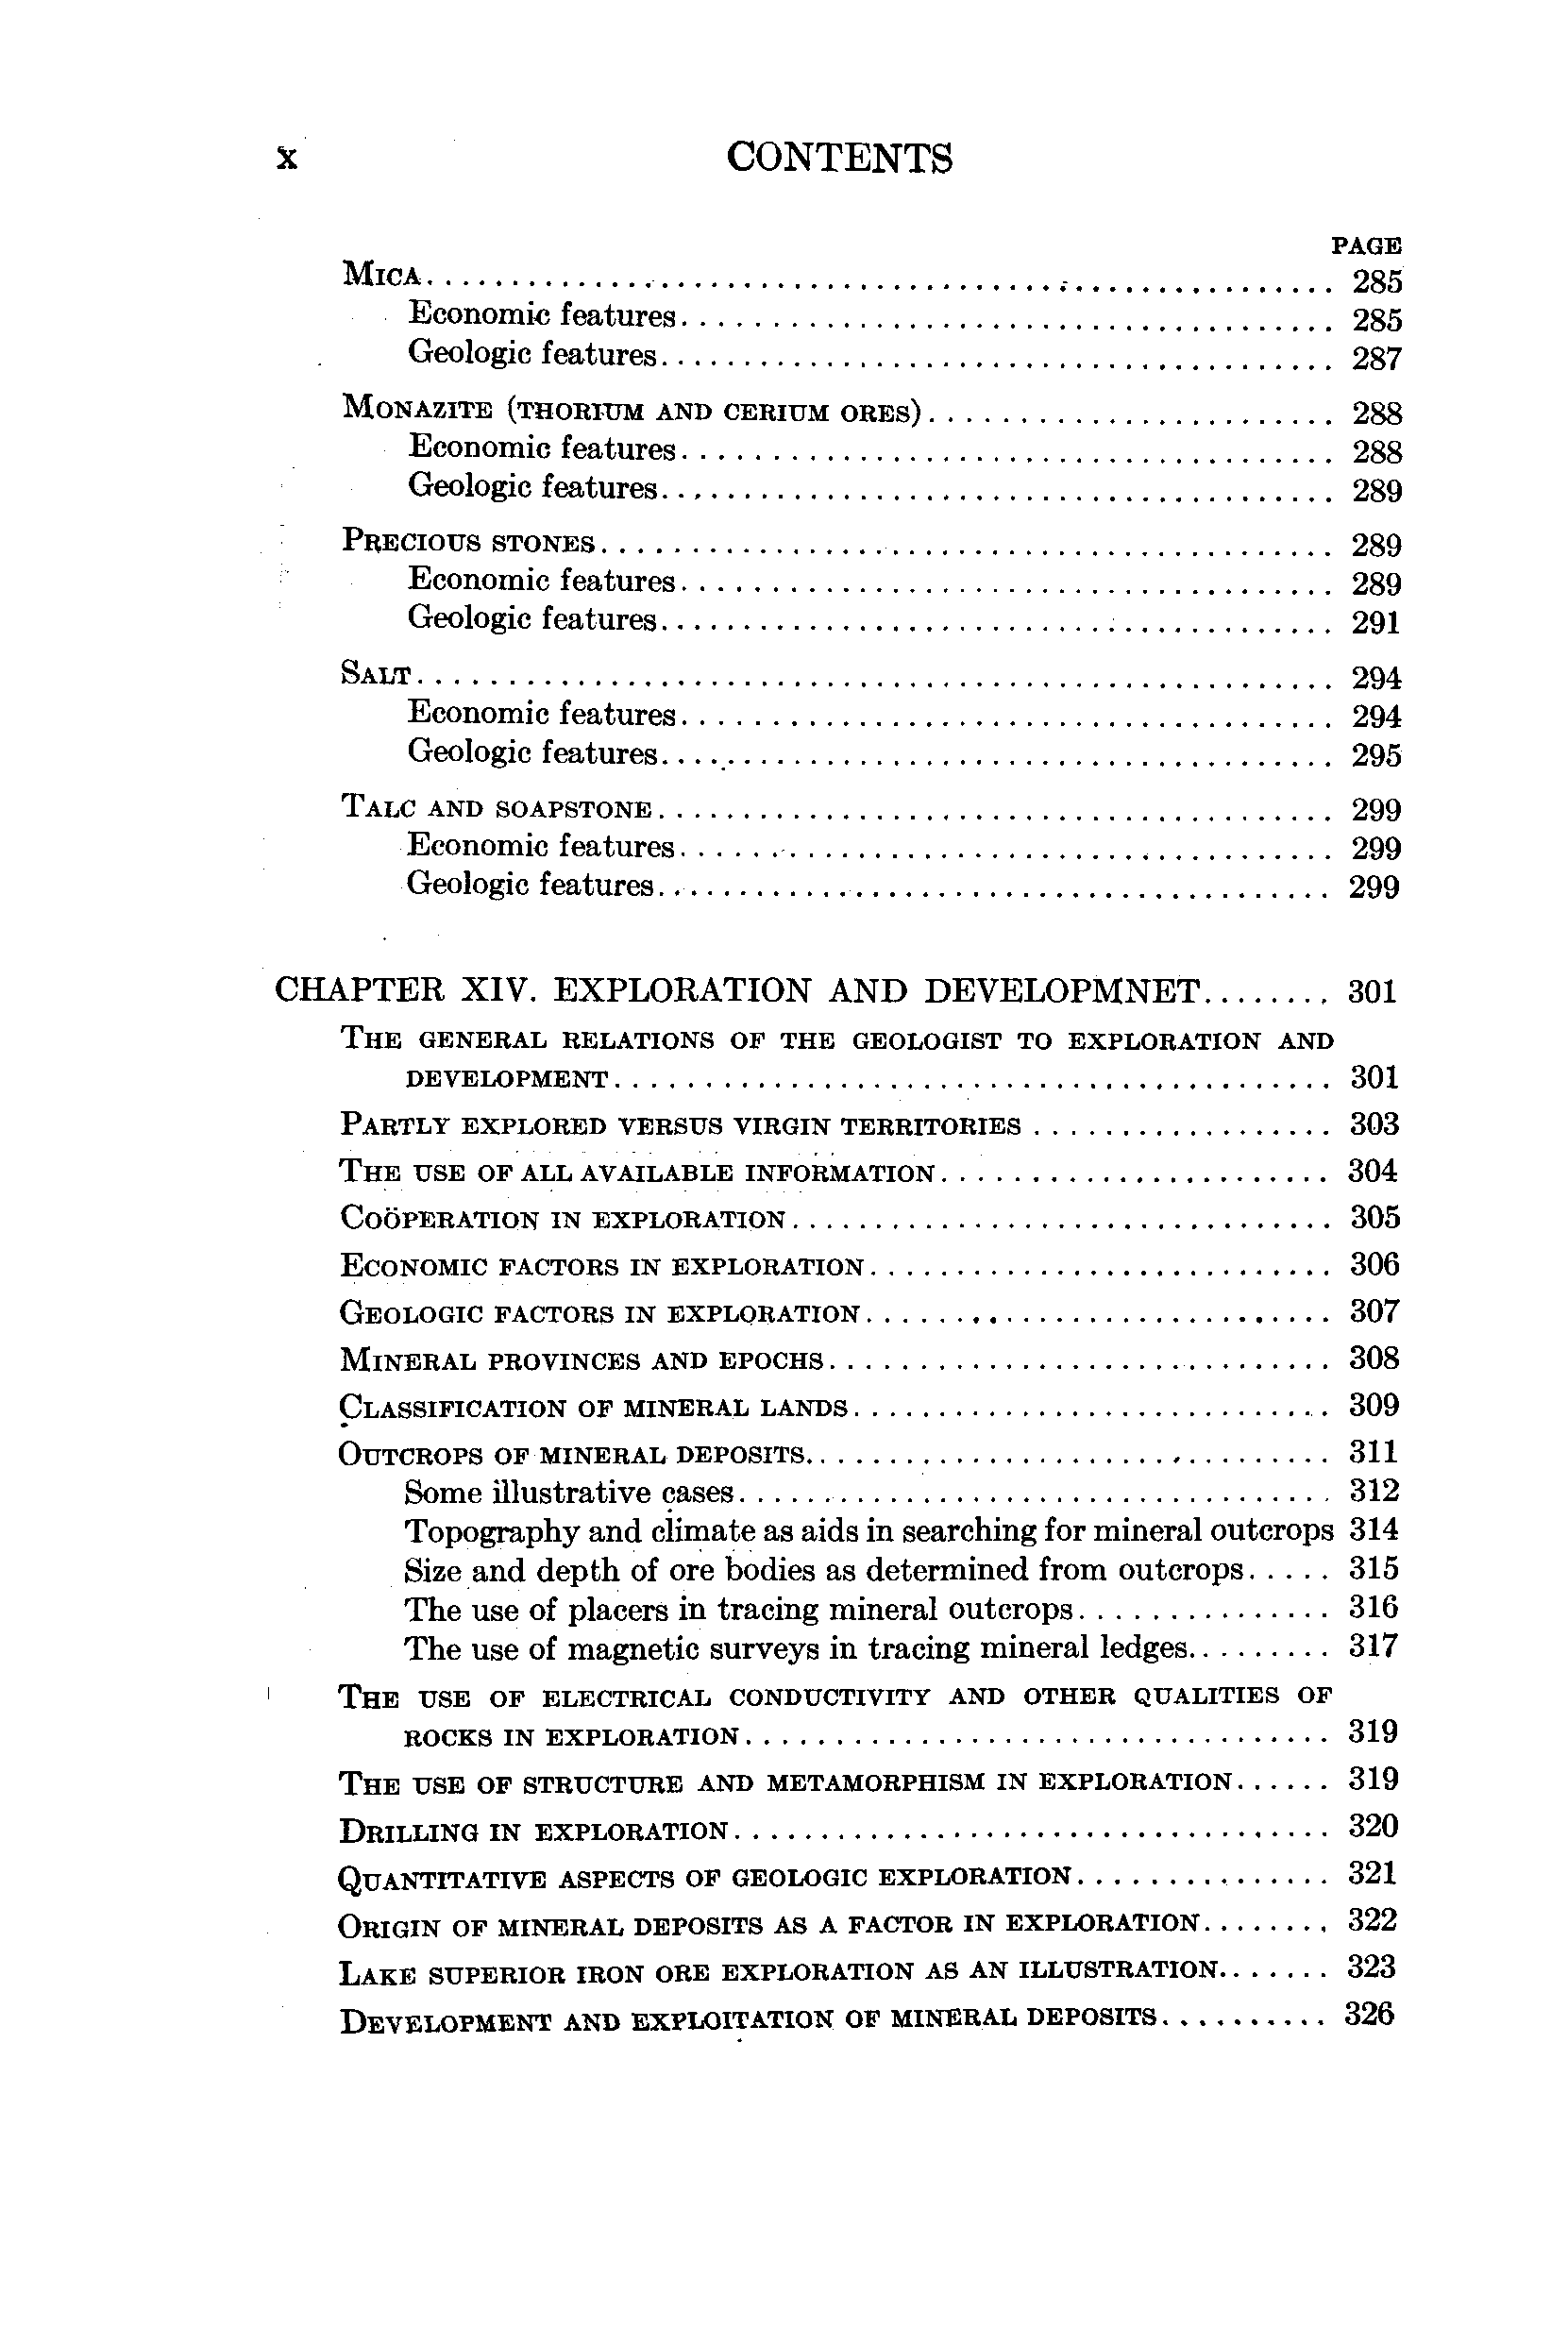 x CONTENTS
PAGE
MICA........................................................ 285
Economic features....................................... 285
Geologic features........................................ 287
MONAZITE (THORIUM AND CERIUM ORES)......................... 288
Economic features....................................... 288
Geologic features........................................ 289
PRECIOUS STONES............................................ 289
Economic features....................................... 289
Geologic features........................................ 291
SALT....................................................... 294
Economic features....................................... 294
Geologic features........................................ 295
TALC AND SOAPSTONE......................................... 299
Economic features....................................... 299
Geologic features........................................ 299
CHAPTER XIV. EXPLORATION AND DEVELOPMNET........ 301
THE GENERAL RELATIONS OF THE GEOLOGIST TO EXPLORATION AND
DEVELOPMENT........................................... 301
PARTLY EXPLORED VERSUS VIRGIN TERRITORIES .................. 303
THE USE OF ALL AVAILABLE INFORMATION....................... 304
COÖPERATION IN EXPLORATION................................ 305
ECONOMIC FACTORS IN EXPLORATION........................... 306
GEOLOGIC FACTORS IN EXPLORATION........................... 307
MINERAL PROVINCES AND EPOCHS.............................. 308
CLASSIFICATION OF MINERAL LANDS............................ 309
OUTCROPS OF MINERAL DEPOSITS............................... 311
Some illustrative cases................................... 312
Topography and climate as aids in searching for mineral outcrops 314
Size and depth of ore bodies as determined from outcrops..... 315
The use of placers in tracing mineral outcrops............... 316
The use of magnetic surveys in tracing mineral ledges......... 317
THE USE OF ELECTRICAL CONDUCTIVITY AND OTHER QUALITIES OF
ROCKS IN EXPLORATION................................... 319
THE USE OF STRUCTURE AND METAMORPHISM IN EXPLORATION...... 319
DRILLING IN EXPLORATION................................... 320
QUANTITATIVE ASPECTS OF GEOLOGIC EXPLORATION............... 321
ORIGIN OF MINERAL DEPOSITS AS A FACTOR IN EXPLORATION........ 322
LAKE SUPERIOR IRON ORE EXPLORATION AS AN ILLUSTRATION....... 323
DEVELOPMENT AND EXPLOITATION OF MINERAL DEPOSITS.......... 326